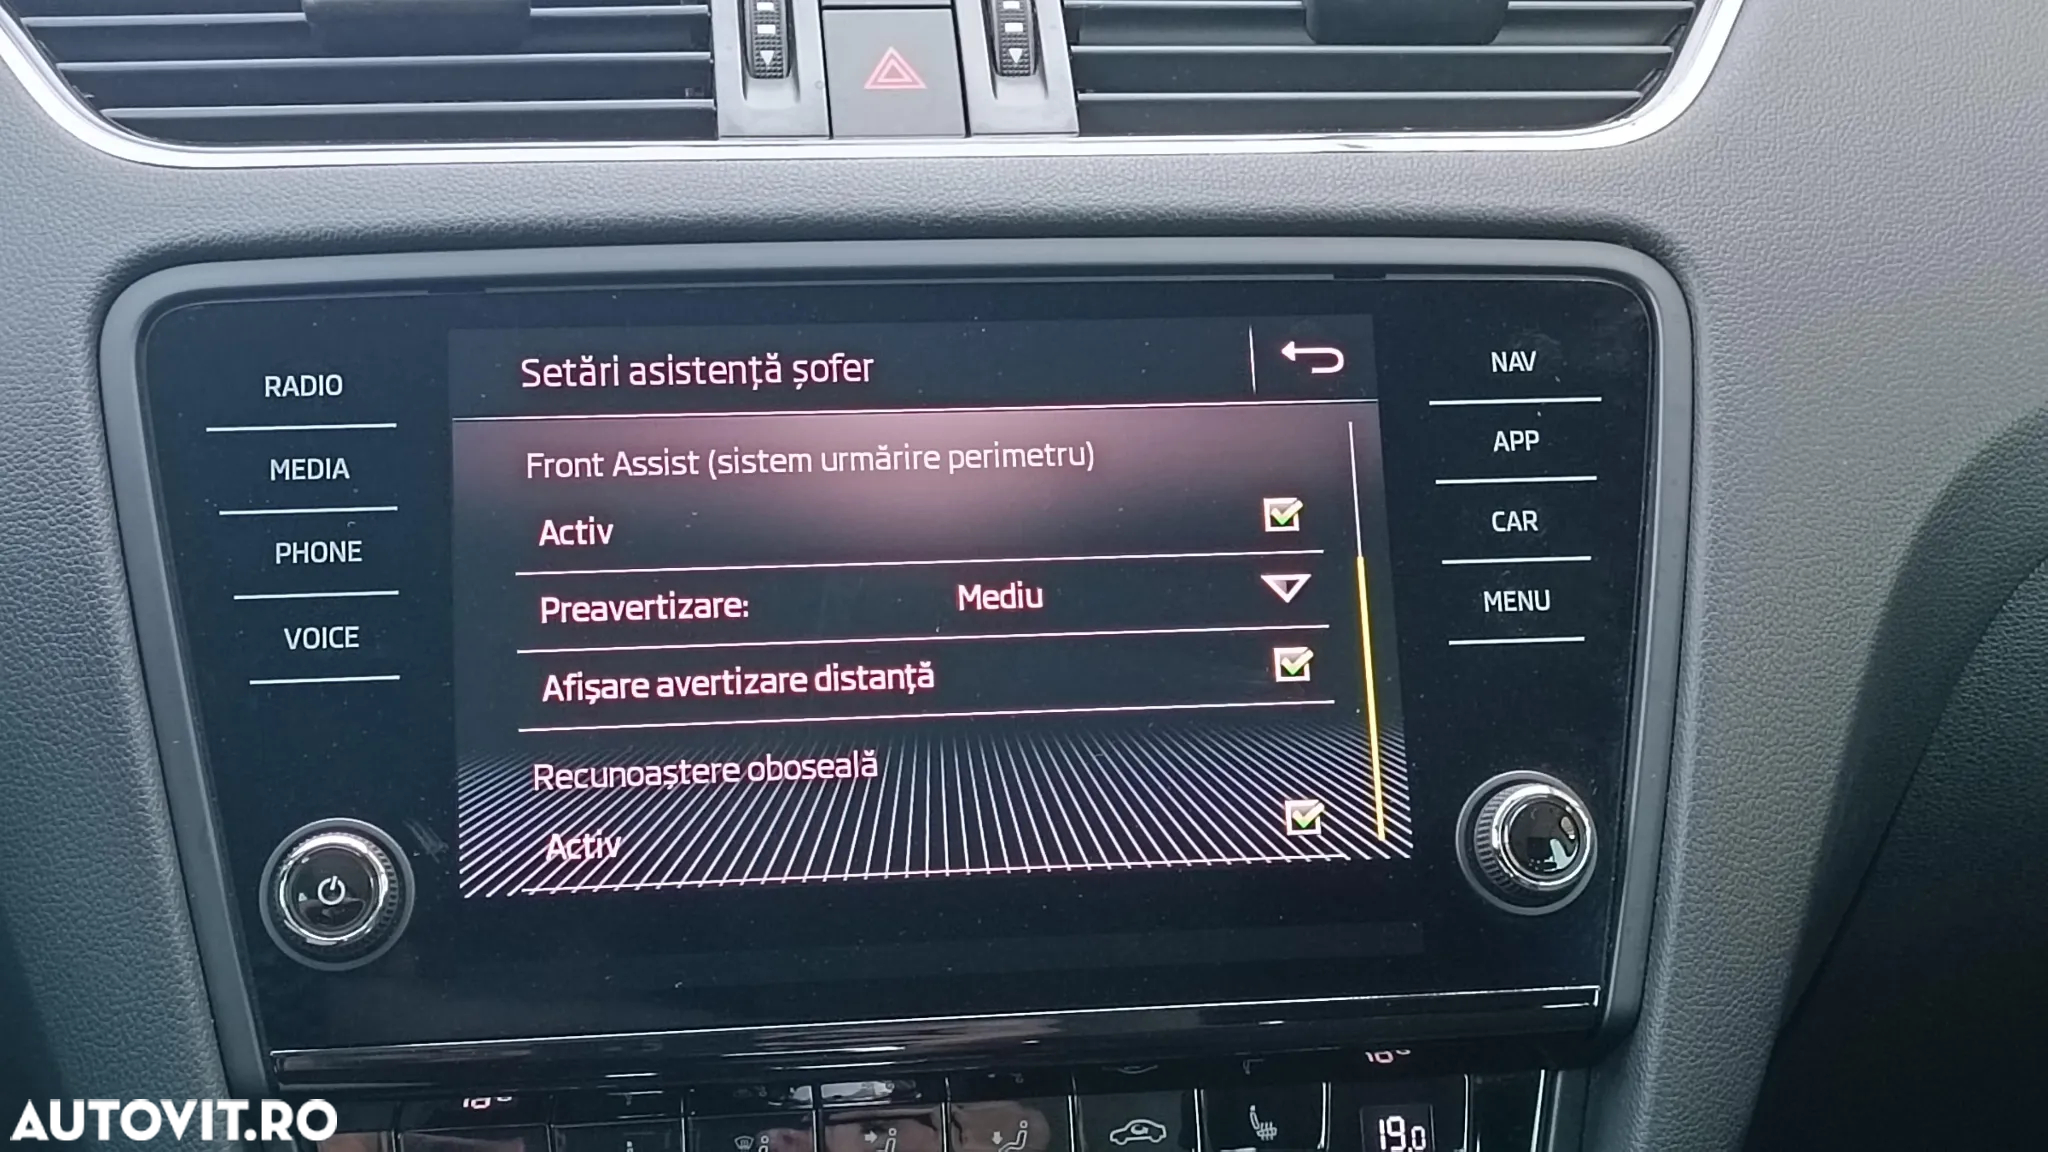 Setări asistență șofer
RADIO
MEDIA
PHONE
VOICE
Front Assist (sistem urmărire perimetru)
Activ
Preavertizare: Mediu
Afișare avertizare distanță
Recunoaștere oboseală
Activ
NAV
APP
CAR
MENU
19.0
AUTOVIT.RO